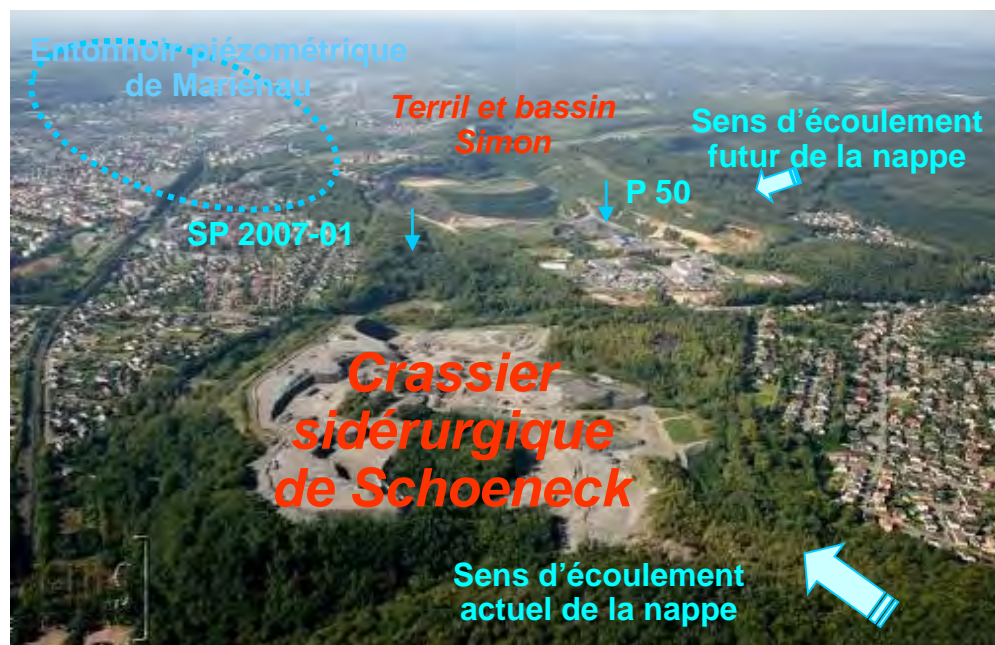 Entonnoir piézométrique
de Marienau
Terril et bassin
Simon
Sens d'écoulement
futur de la nappe
P 50
SP 2007-01
Crassier
sidérurgique
de Schoeneck
Sens d'écoulement
actuel de la nappe